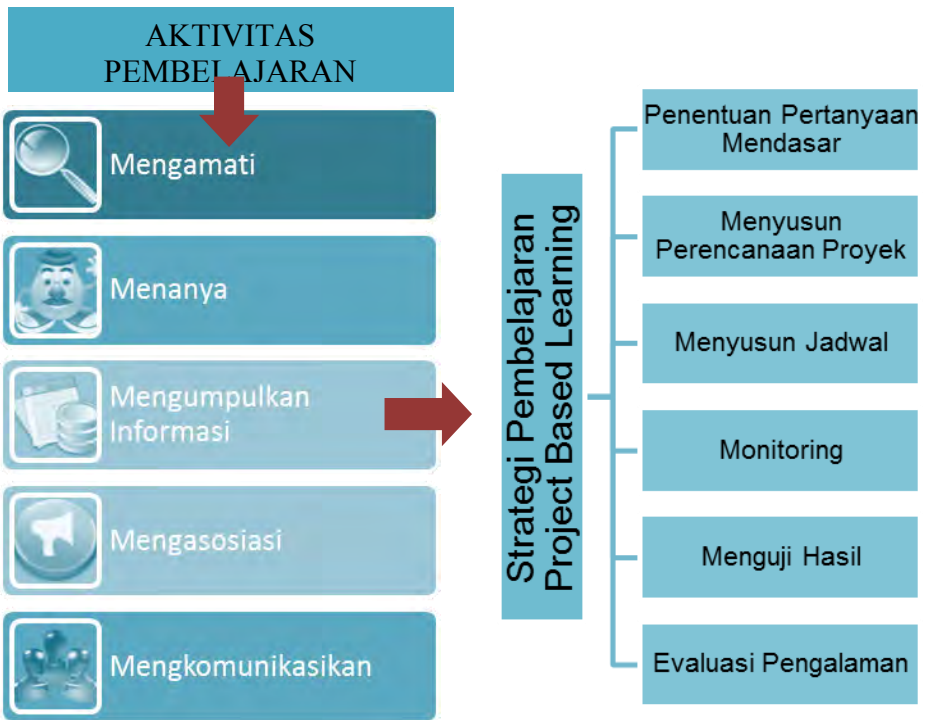 AKTIVITAS
PEMBELAJARAN
Mengamati
Menanya
Mengumpulkan
Informasi
Mengasosiasi
Mengkomunikasikan
Strategi Pembelajaran
Project Based Learning
Penentuan Pertanyaan
Mendasar
Menyusun
Perencanaan Proyek
Menyusun Jadwal
Monitoring
Menguji Hasil
Evaluasi Pengalaman